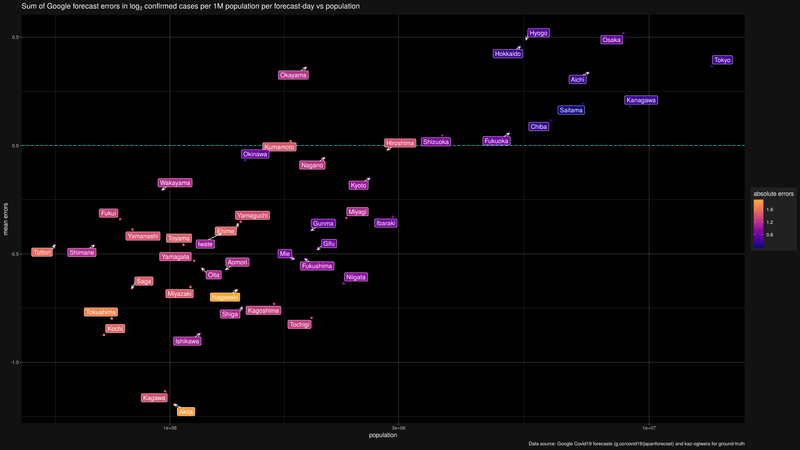 Sum of Google forecast errors in log2 confirmed cases per 1M population per forecast-day vs population
Hyogo
0.5
Osaka
Hokkaido
Tokyo
Okayama
Aichi
Kanagawa
Saitama
Chiba
Fukuoka
Shizuoka
Hiroshima
0.0
Kumamoto
Okinawa
Nagano
Wakayama
Kyoto
absolute errors
Fukui
Miyagi
1.6
Yamaguchi
1.2
Gunma
Ibaraki
0.8
mean errors
Ehime
Yamanashi
Toyama
Iwate
Gifu
Tottori
Shimane
-0.5
Mie
Yamagata
Aomori
Fukushima
Oita
Niigata
Saga
Miyazaki
Nagasaki
Tokushima
Kagoshima
Shiga
Tochigi
Kochi
Ishikawa
-1.0
Kagawa
Akita
1e+06
3e+06
1e+07
population
Data source: Google Covid19 forecasts (g.co/covid19/japanforecast) and kaz-ogiwara for ground-truth